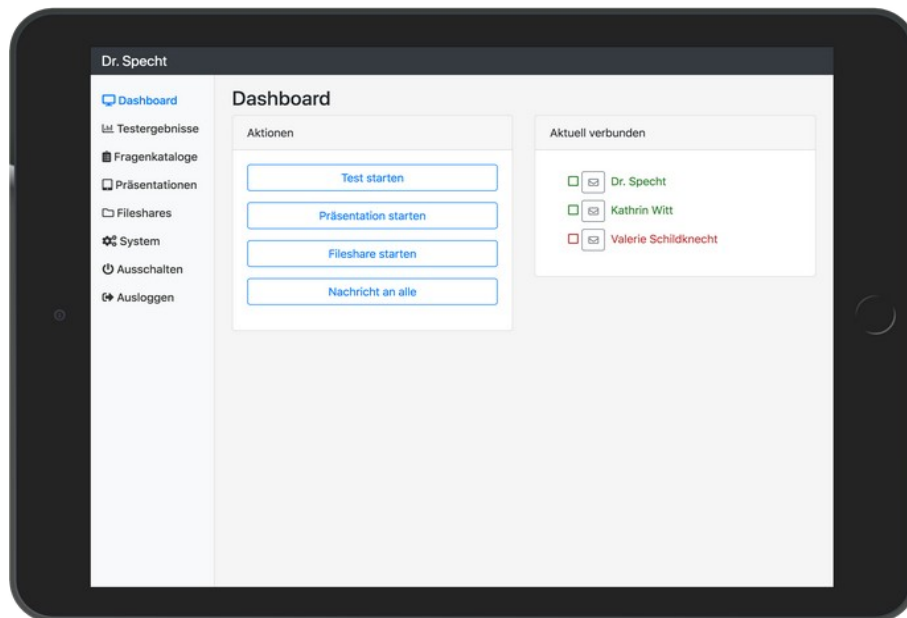 Dr. Specht
Dashboard
Testergebnisse
Fragenkataloge
Präsentationen
Fileshares
System
Ausschalten
Ausloggen
Dashboard
Aktionen
Test starten
Präsentation starten
Fileshare starten
Nachricht an alle
Aktuell verbunden
Dr. Specht
Kathrin Witt
Valerie Schildknecht